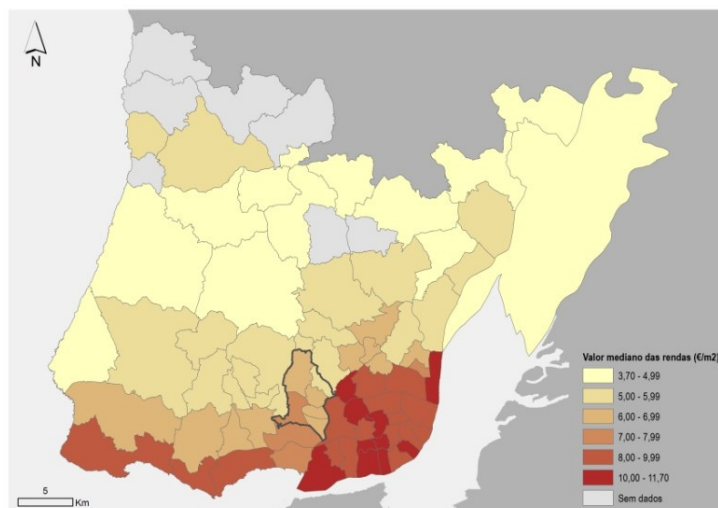 N
Valor mediano das rendas (€/m2)
3,70 - 4,99
5,00 - 5,99
6,00 - 6,99
7,00 - 7,99
8,00 - 9,99
10,00 - 11,70
Sem dados
5
Km